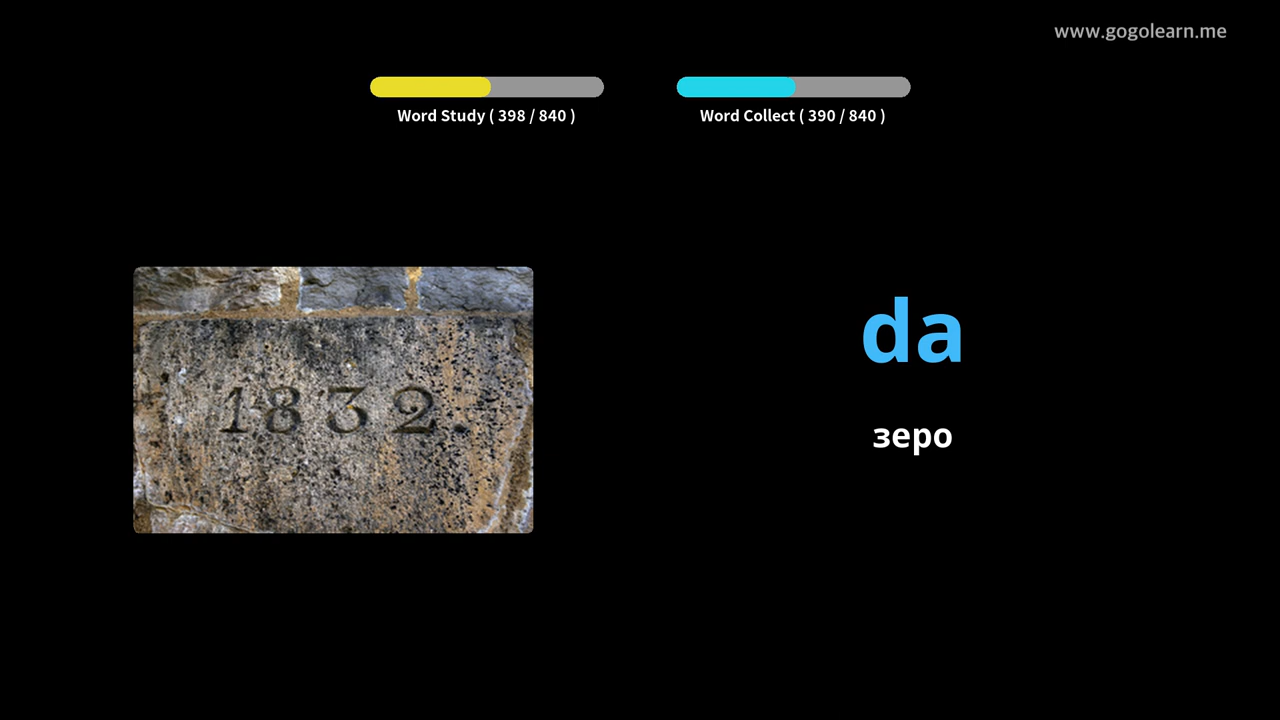 www.gogolearn.me
Word Study ( 398 / 840 )
Word Collect ( 390 / 840 )
da
1832.
зеро